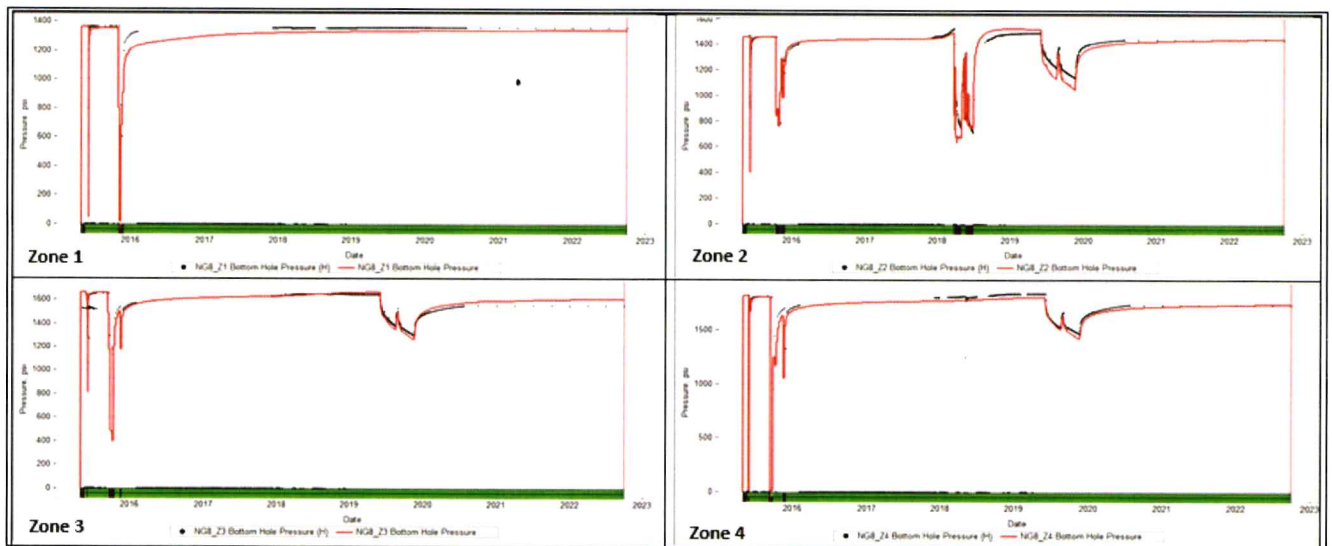 1400 -
1200 -
1000 -
800 -
600 -
400 -
200 -
0 -
Pressure psi
2016 2017 2018 2019 2020 2021 2022 2023
Date
Zone 1
NG8_Z1 Bottom Hole Pressure (H) NG8_Z1 Bottom Hole Pressure
1600 -
1400 -
1200 -
1000 -
800 -
600 -
400 -
200 -
0 -
Pressure psi
2016 2017 2018 2019 2020 2021 2022 2023
Date
Zone 2
NG8_Z2 Bottom Hole Pressure (H) NG8_Z2 Bottom Hole Pressure
1600 -
1400 -
1200 -
1000 -
800 -
600 -
400 -
200 -
0 -
Pressure psi
2016 2017 2018 2019 2020 2021 2022 2023
Date
Zone 3
NG8_Z3 Bottom Hole Pressure (H) NG8_Z3 Bottom Hole Pressure
1500 -
1000 -
500 -
0 -
Pressure psi
2016 2017 2018 2019 2020 2021 2022 2023
Date
Zone 4
NG8_Z4 Bottom Hole Pressure (H) NG8_Z4 Bottom Hole Pressure